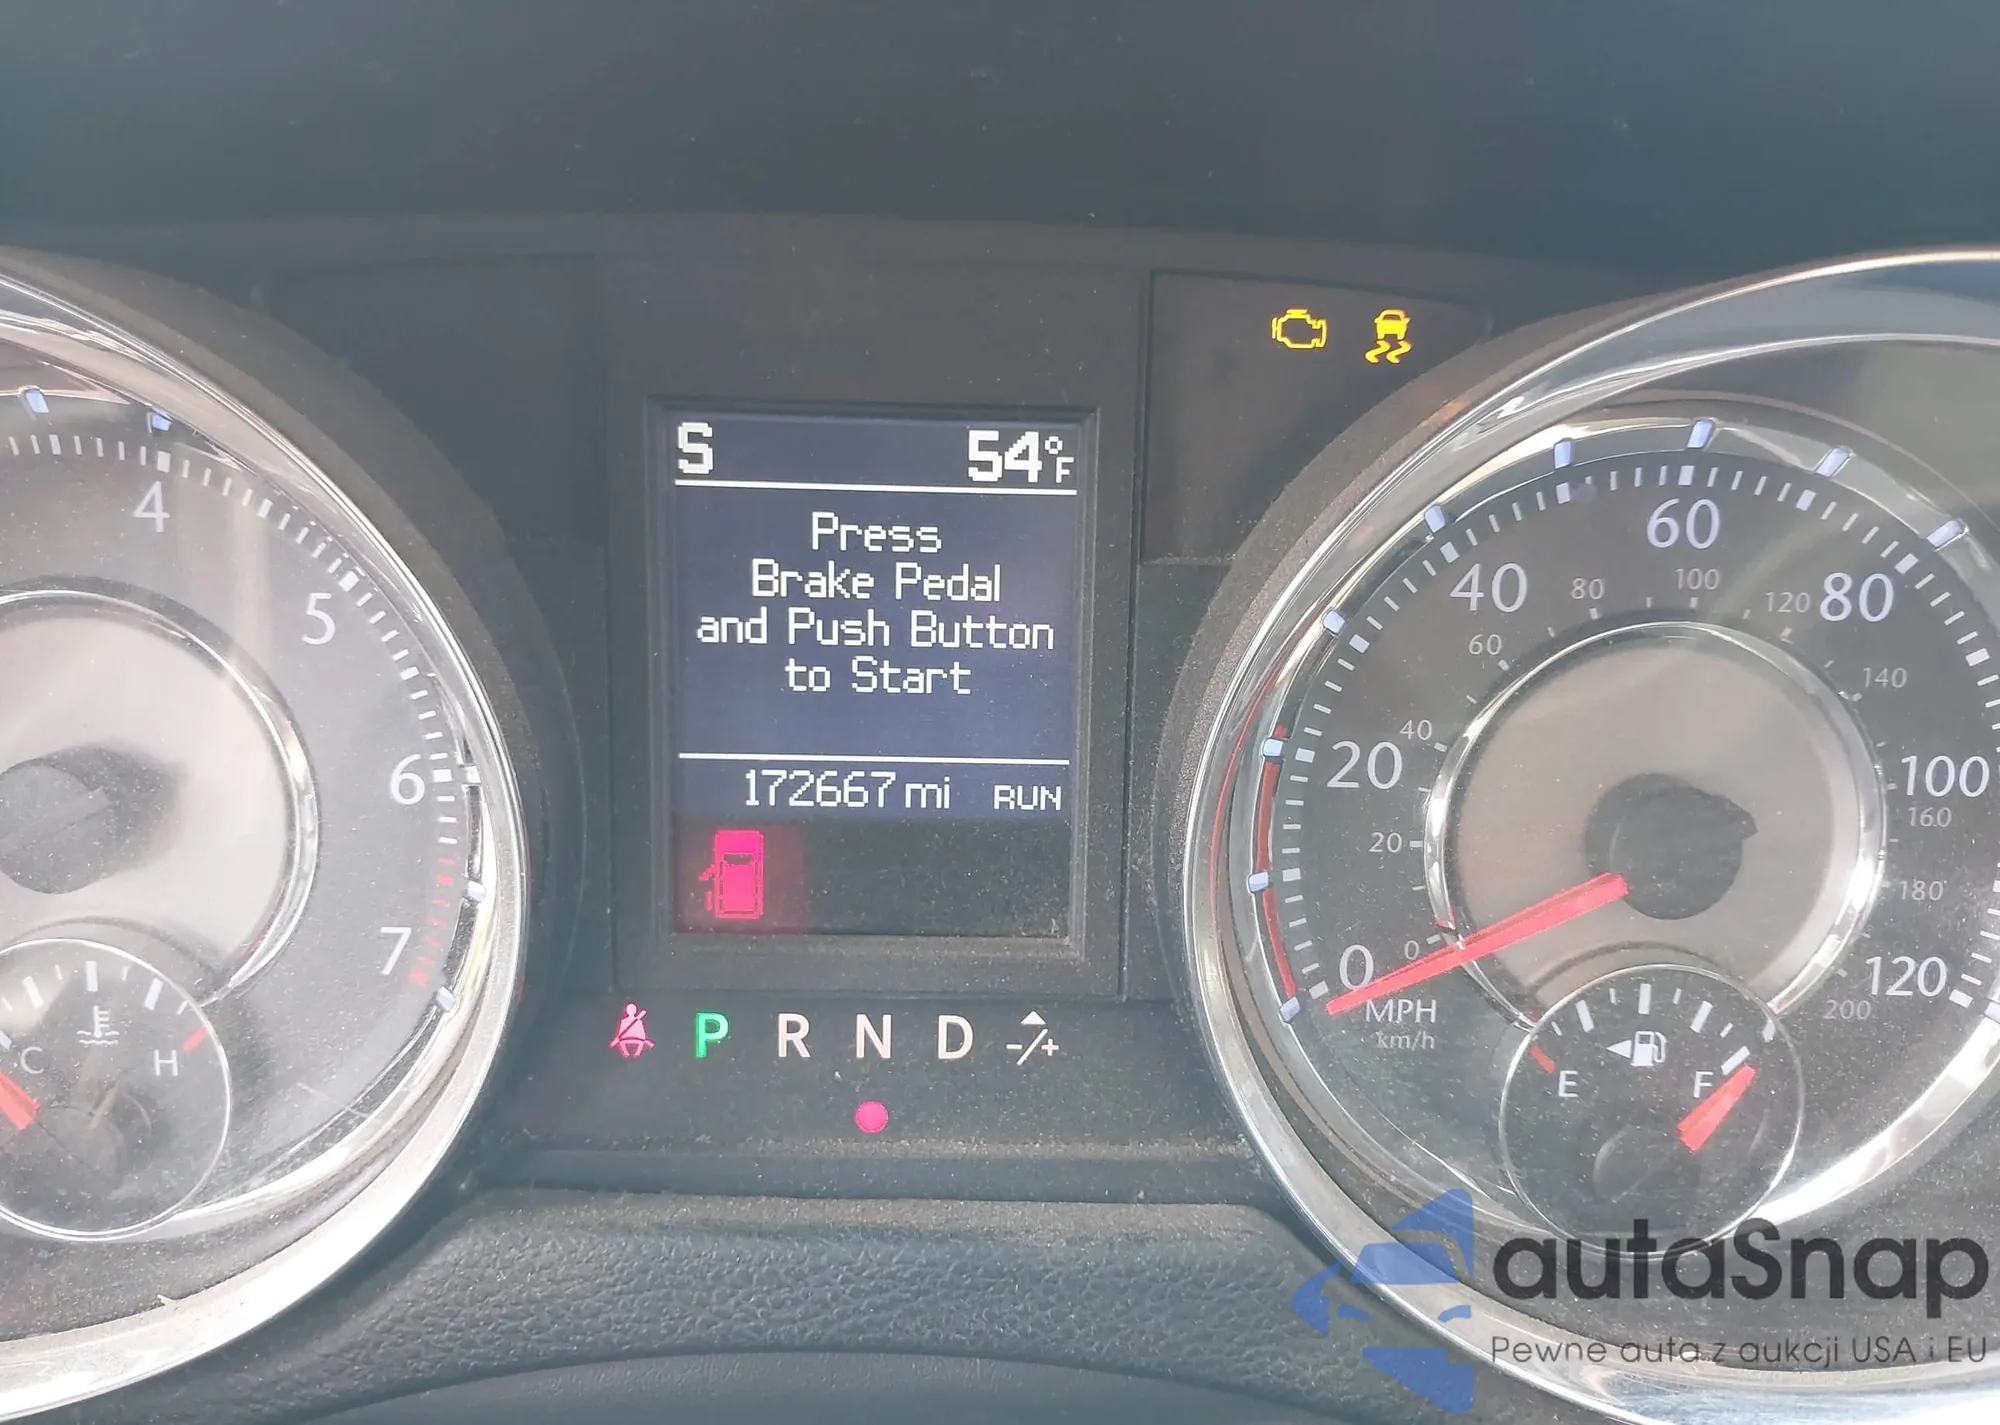 S 54°F
Press
Brake Pedal
and Push Button
to Start
172667 mi RUN
P R N D -/+
4
5
6
7
C H
0
20
40
60
80
100
120
0
20
40
60
80
100
120
140
160
180
200
MPH
km/h
E F
autaSnap
Pewne auta z aukcji USA i EU